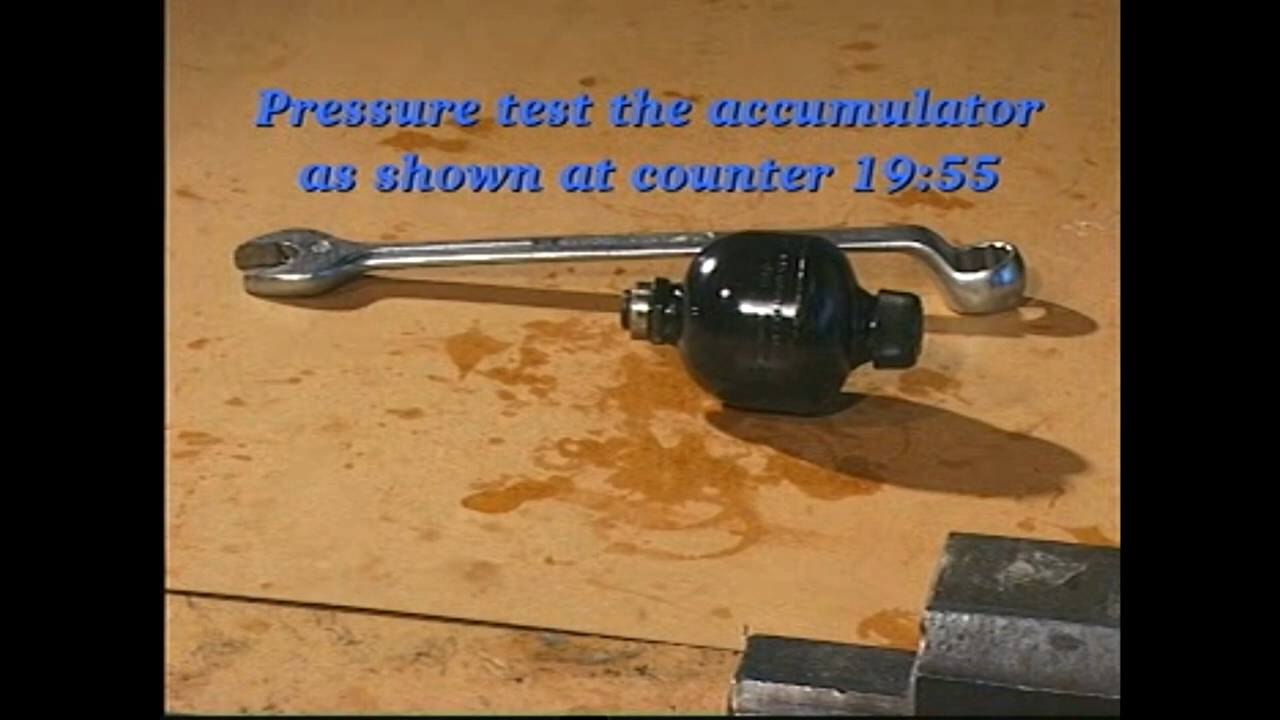 Pressure test the accumulator
as shown at counter 19:55